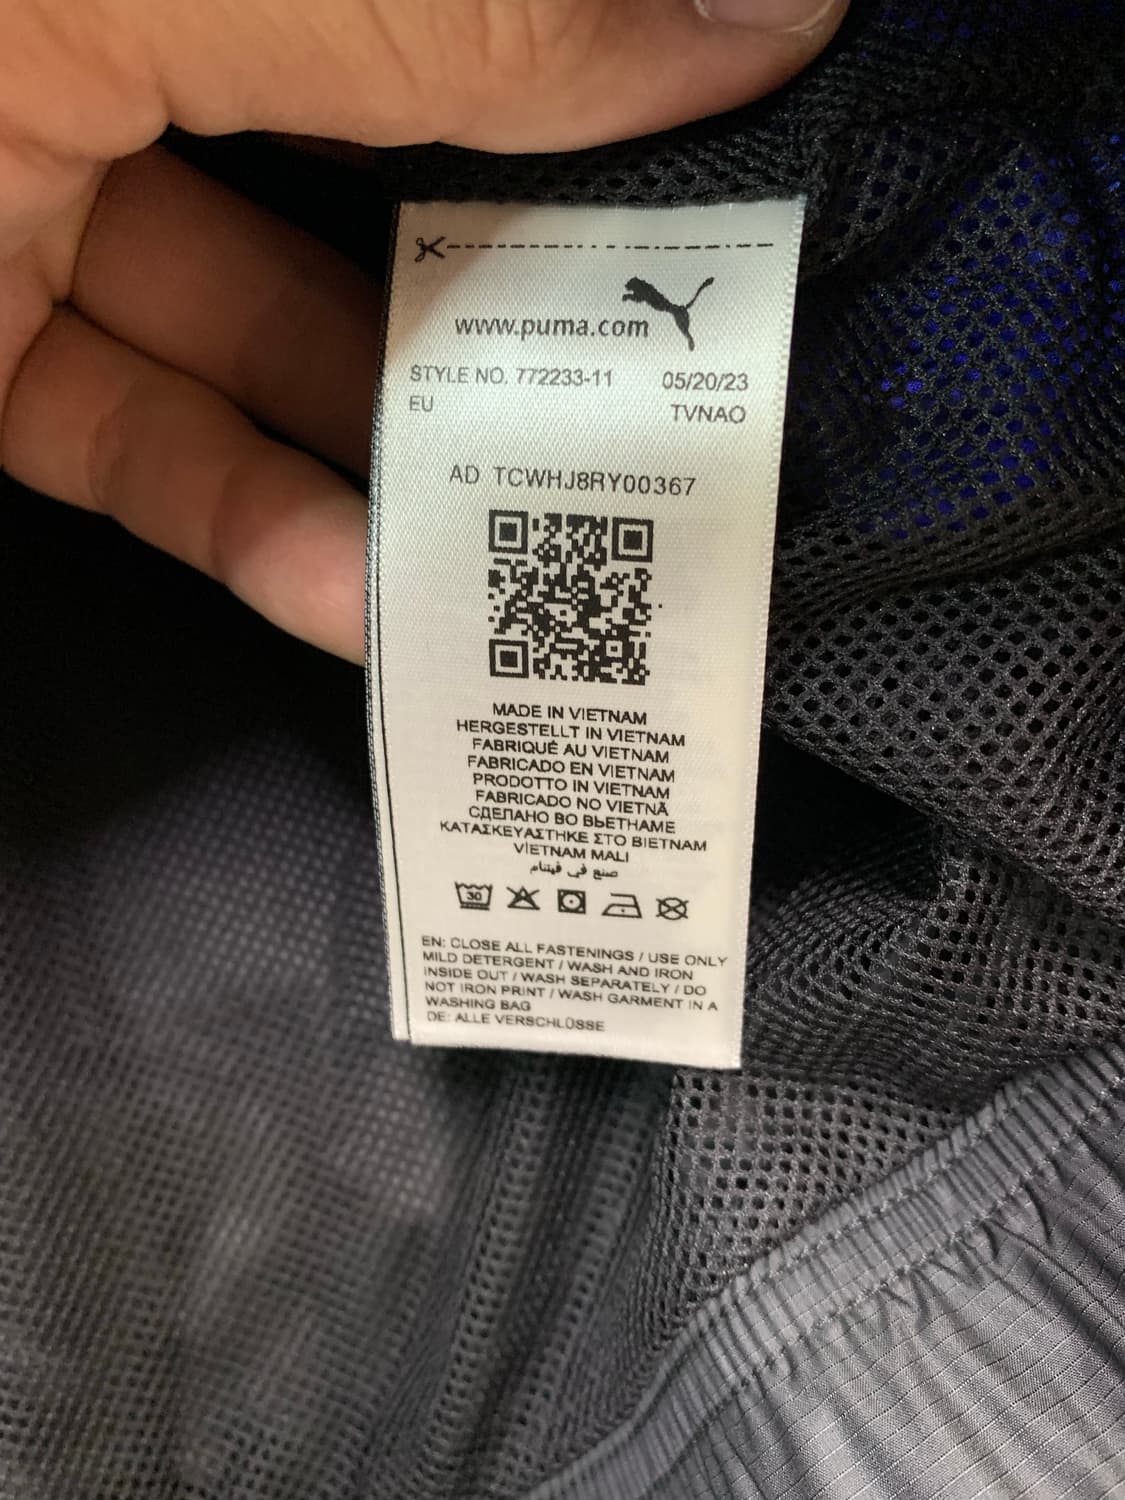 www.puma.com
STYLE NO. 772233-11 05/20/23
EU TVNAO
AD TCWHJ8RY00367
MADE IN VIETNAM
HERGESTELLT IN VIETNAM
FABRIQUÉ AU VIETNAM
FABRICADO EN VIETNAM
PRODOTTO IN VIETNAM
FABRICADO NO VIETNÃ
СДЕЛАНО ВО ВЬЕТНАМЕ
ΚΑΤΑΣΚΕΥΑΣΤΗΚΕ ΣΤΟ ΒΙΕΤΝΑΜ
VİETNAM MALI
صنع في فيتنام
30
EN: CLOSE ALL FASTENINGS / USE ONLY
MILD DETERGENT / WASH AND IRON
INSIDE OUT / WASH SEPARATELY / DO
NOT IRON PRINT / WASH GARMENT IN A
WASHING BAG
DE: ALLE VERSCHLÜSSE